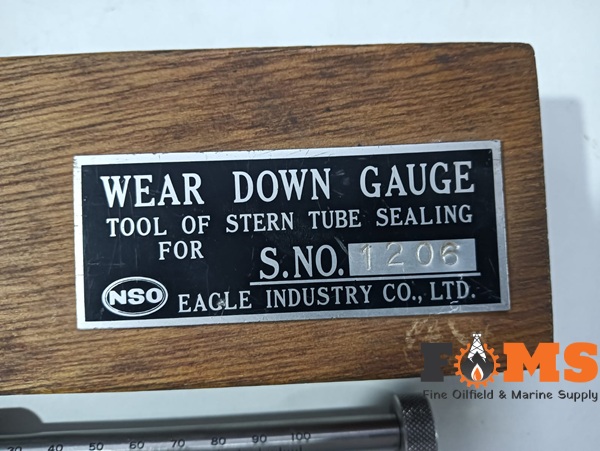 WEAR DOWN GAUGE
TOOL OF STERN TUBE SEALING
FOR S.NO. 1206
NSO EAGLE INDUSTRY CO., LTD.
FOMS
Fine Oilfield & Marine Supply
30 40 50 60 70 80 90 100